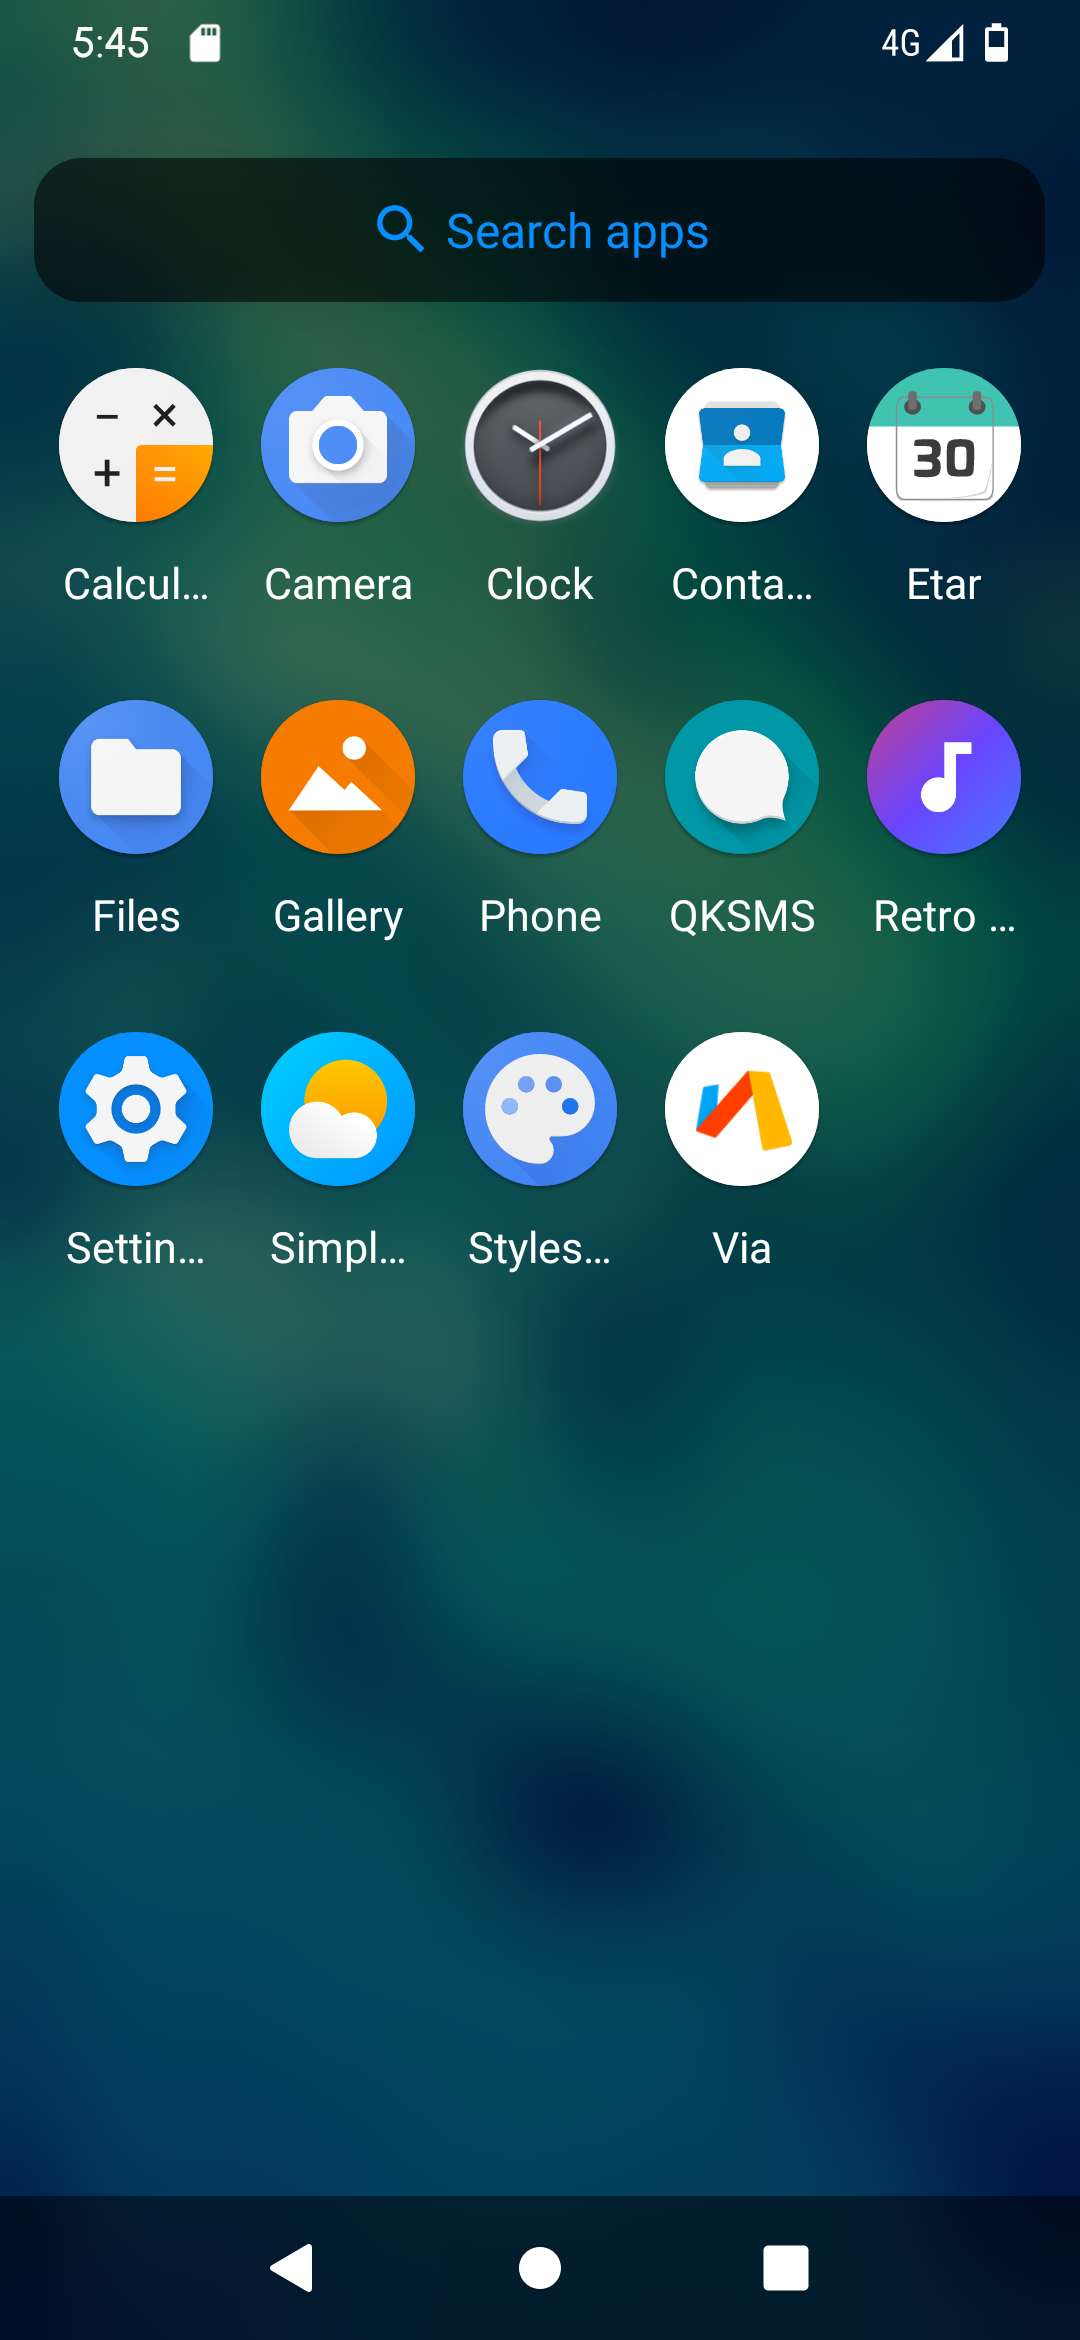 5:45 4G
Search apps
Calcul... Camera Clock Conta... Etar
30
Files Gallery Phone QKSMS Retro ...
Settin... Simpl... Styles... Via